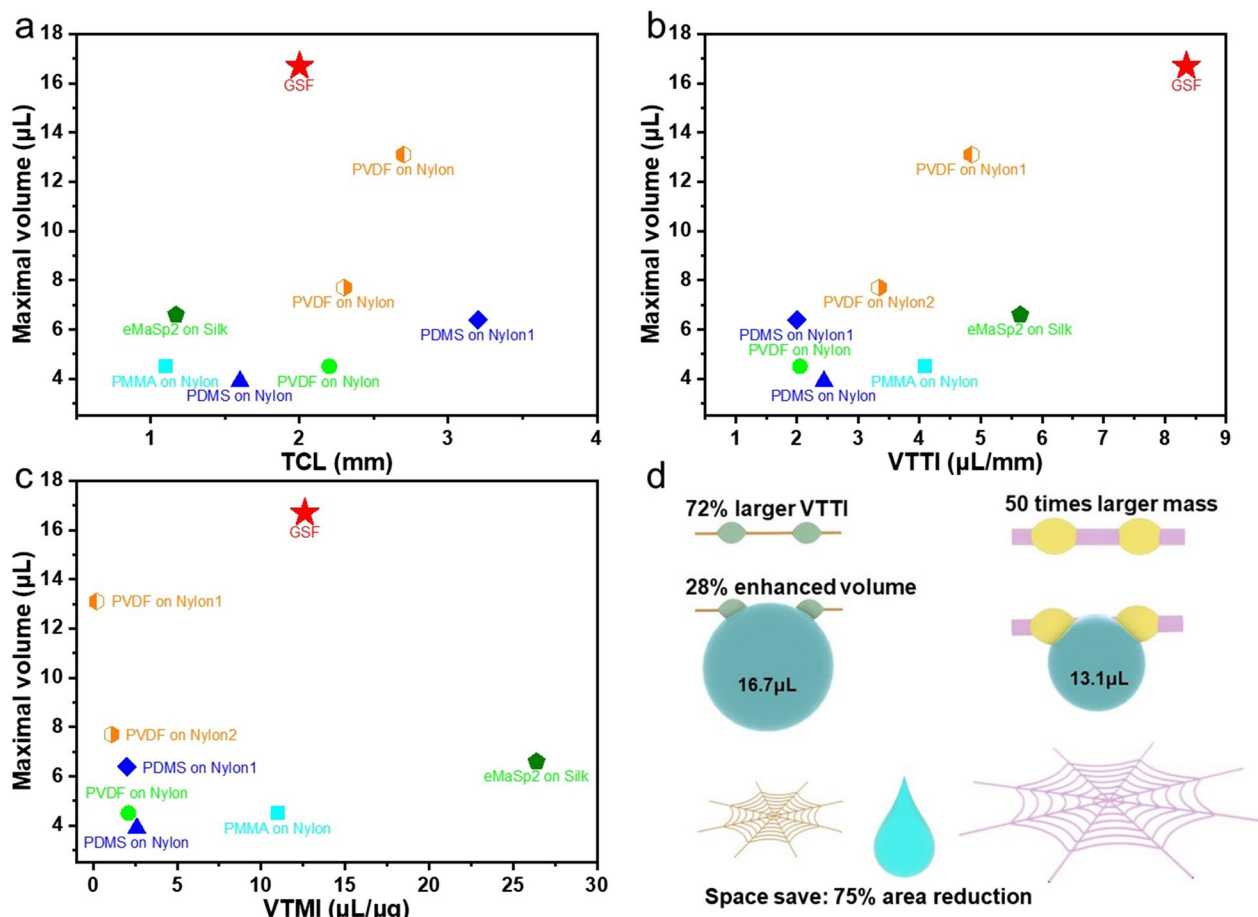 a
18
16
14
12
10
8
6
4
Maximal volume (µL)
GSF
PVDF on Nylon
PVDF on Nylon
eMaSp2 on Silk
PDMS on Nylon1
PMMA on Nylon
PDMS on Nylon
PVDF on Nylon
1 2 3 4
TCL (mm)
b
18
16
14
12
10
8
6
4
Maximal volume (µL)
GSF
PVDF on Nylon1
PVDF on Nylon2
PDMS on Nylon1
eMaSp2 on Silk
PVDF on Nylon
PMMA on Nylon
PDMS on Nylon
1 2 3 4 5 6 7 8 9
VTTI (µL/mm)
c
18
16
14
12
10
8
6
4
Maximal volume (µL)
GSF
PVDF on Nylon1
PVDF on Nylon2
PDMS on Nylon1
eMaSp2 on Silk
PVDF on Nylon
PMMA on Nylon
PDMS on Nylon
0 5 10 15 20 25 30
VTMI (µL/µg)
d
72% larger VTTI
50 times larger mass
28% enhanced volume
16.7µL
13.1µL
Space save: 75% area reduction